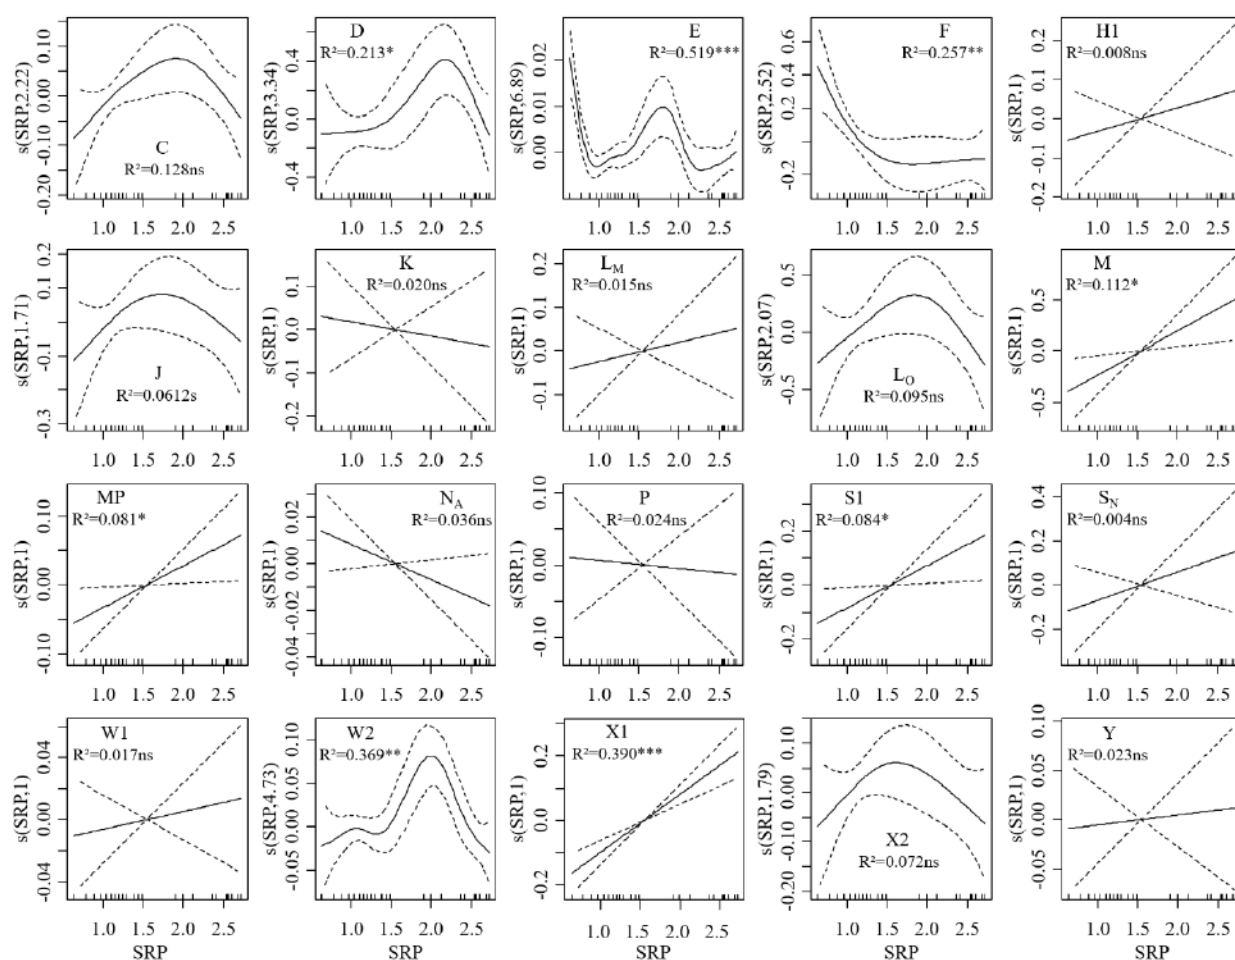 s(SRP,2.22)
-0.20 -0.10 0.00 0.10
C
R²=0.128ns
1.0 1.5 2.0 2.5
s(SRP,3.34)
-0.4 0.0 0.4
D
R²=0.213*
1.0 1.5 2.0 2.5
s(SRP,6.89)
0.00 0.01 0.02
E
R²=0.519***
1.0 1.5 2.0 2.5
s(SRP,2.52)
-0.2 0.2 0.4 0.6
F
R²=0.257**
1.0 1.5 2.0 2.5
s(SRP,1)
-0.2 -0.1 0.0 0.2
H1
R²=0.008ns
1.0 1.5 2.0 2.5
s(SRP,1.71)
-0.3 -0.1 0.1 0.2
J
R²=0.0612s
1.0 1.5 2.0 2.5
s(SRP,1)
-0.2 -0.1 0.0 0.1
K
R²=0.020ns
1.0 1.5 2.0 2.5
s(SRP,1)
-0.1 0.0 0.1 0.2
L_M
R²=0.015ns
1.0 1.5 2.0 2.5
s(SRP,2.07)
-0.5 0.0 0.5
L_O
R²=0.095ns
1.0 1.5 2.0 2.5
s(SRP,1)
-0.5 0.0 0.5
M
R²=0.112*
1.0 1.5 2.0 2.5
s(SRP,1)
-0.10 0.00 0.10
MP
R²=0.081*
1.0 1.5 2.0 2.5
s(SRP,1)
-0.04 -0.02 0.00 0.02
N_A
R²=0.036ns
1.0 1.5 2.0 2.5
s(SRP,1)
-0.10 0.00 0.10
P
R²=0.024ns
1.0 1.5 2.0 2.5
s(SRP,1)
-0.2 0.0 0.2
S1
R²=0.084*
1.0 1.5 2.0 2.5
s(SRP,1)
-0.2 0.0 0.2 0.4
S_N
R²=0.004ns
1.0 1.5 2.0 2.5
s(SRP,1)
-0.04 0.00 0.04
W1
R²=0.017ns
1.0 1.5 2.0 2.5
SRP
s(SRP,4.73)
-0.05 0.00 0.05 0.10
W2
R²=0.369**
1.0 1.5 2.0 2.5
SRP
s(SRP,1)
-0.2 0.0 0.2
X1
R²=0.390***
1.0 1.5 2.0 2.5
SRP
s(SRP,1.79)
-0.20 -0.10 0.00 0.10
X2
R²=0.072ns
1.0 1.5 2.0 2.5
SRP
s(SRP,1)
-0.05 0.00 0.05 0.10
Y
R²=0.023ns
1.0 1.5 2.0 2.5
SRP